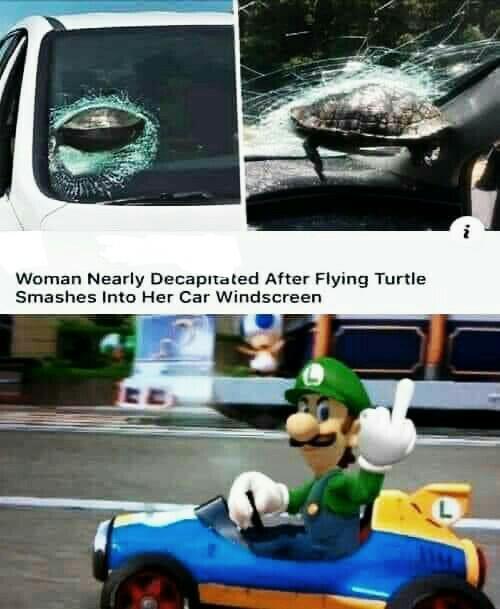 i
Woman Nearly Decapitated After Flying Turtle
Smashes Into Her Car Windscreen
L
L